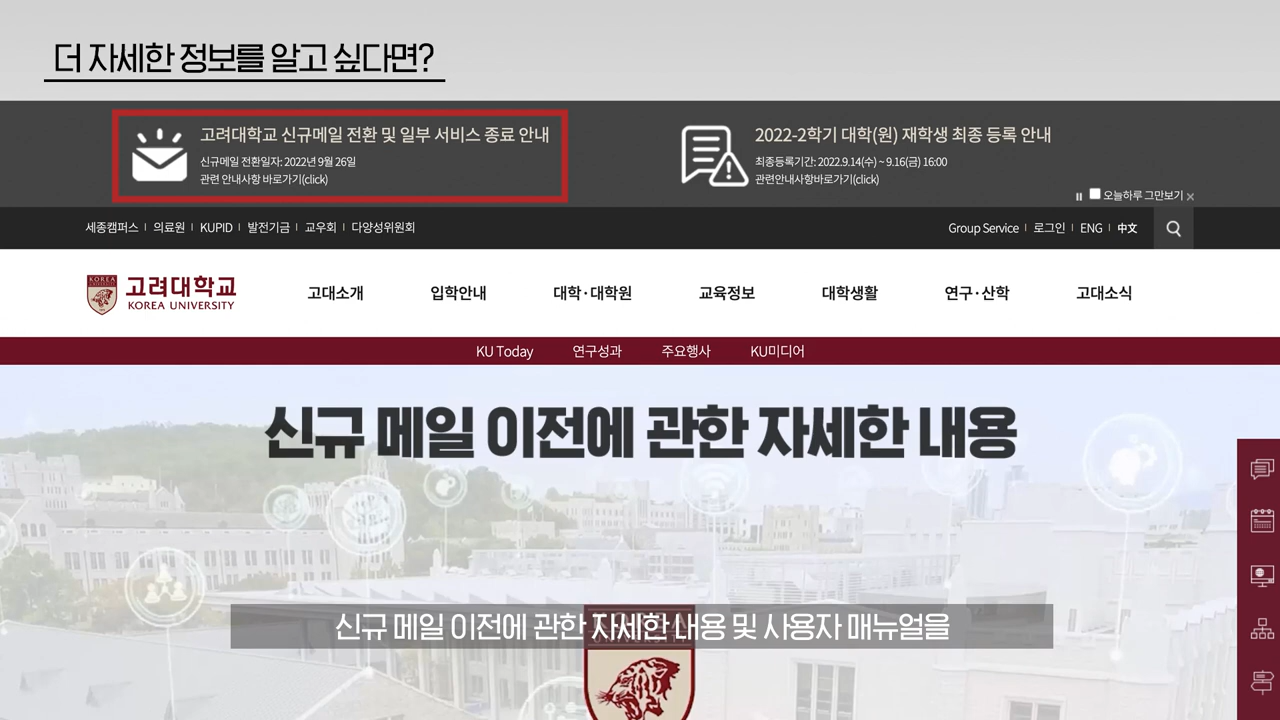 더 자세한 정보를 알고 싶다면?
고려대학교 신규메일 전환 및 일부 서비스 종료 안내
신규메일 전환일자: 2022년 9월 26일
관련 안내사항 바로가기(click)
2022-2학기 대학(원) 재학생 최종 등록 안내
최종등록기간: 2022.9.14(수) ~ 9.16(금) 16:00
관련안내사항바로가기(click)
오늘하루 그만보기
세종캠퍼스 | 의료원 | KUPID | 발전기금 | 교우회 | 다양성위원회
Group Service | 로그인 | ENG | 中文
KOREA
고려대학교
KOREA UNIVERSITY
고대소개 입학안내 대학·대학원 교육정보 대학생활 연구·산학 고대소식
KU Today 연구성과 주요행사 KU미디어
신규 메일 이전에 관한 자세한 내용
신규 메일 이전에 관한 자세한 내용 및 사용자 매뉴얼을